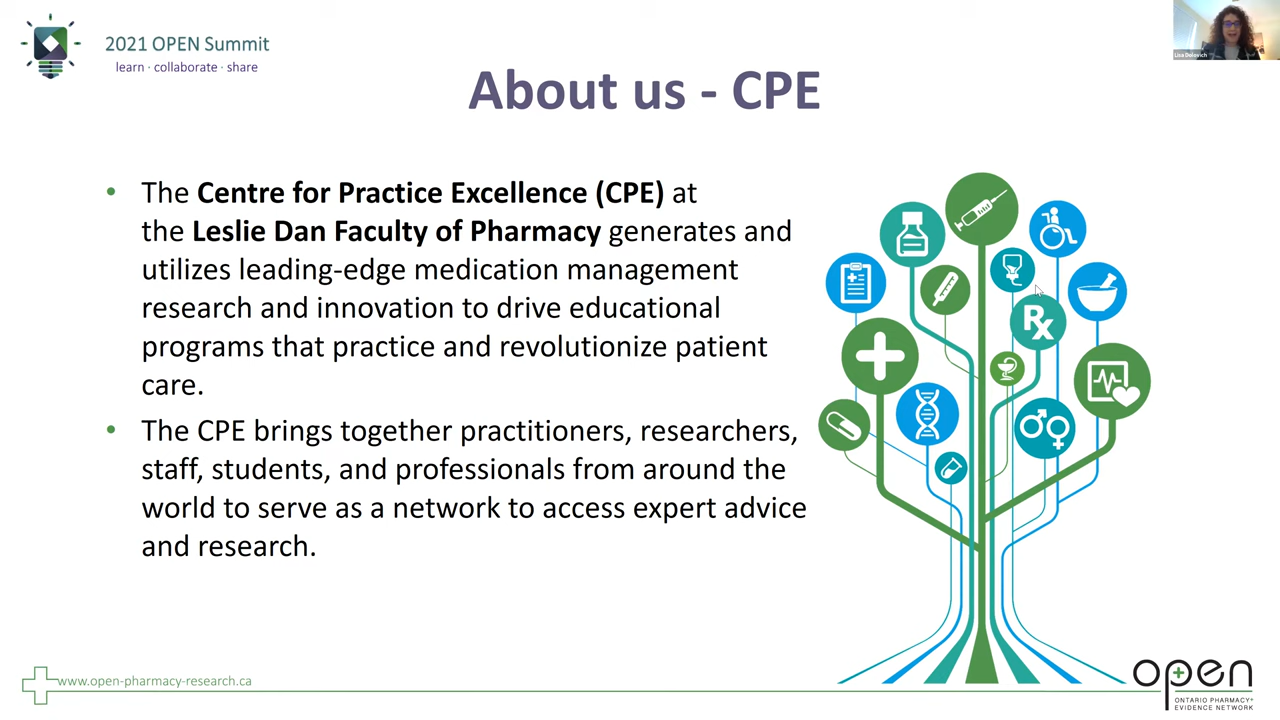 2021 OPEN Summit
learn · collaborate · share
Lisa Dolovich
About us - CPE
• The Centre for Practice Excellence (CPE) at
the Leslie Dan Faculty of Pharmacy generates and
utilizes leading-edge medication management
research and innovation to drive educational
programs that practice and revolutionize patient
care.
• The CPE brings together practitioners, researchers,
staff, students, and professionals from around the
world to serve as a network to access expert advice
and research.
Rx
www.open-pharmacy-research.ca
open
ONTARIO PHARMACY
EVIDENCE NETWORK